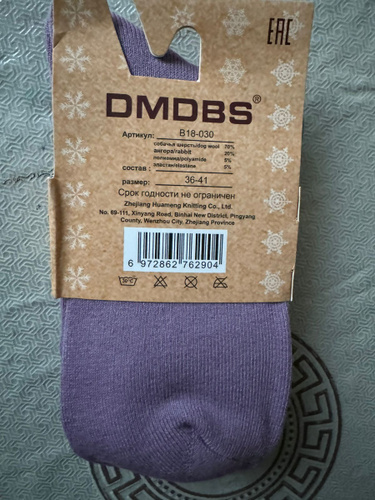 EAC
DMDBS®
Артикул: B18-030
собачья шерсть/dog wool 70%
ангора/rabbit 20%
полиамид/polyamide 5%
состав : эластан/elastane 5%
размер: 36-41
Срок годности не ограничен
Zhejiang Huameng Knitting Co., Ltd.
No. 69-111, Xinyang Road, Binhai New District, Pingyang
County, Wenzhou City, Zhejiang Province
6 972862 762904
30°C